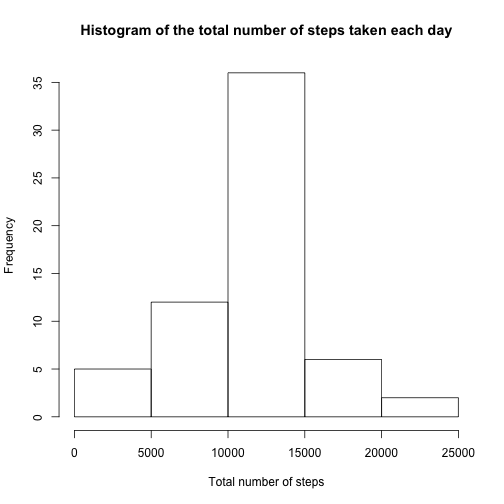 Histogram of the total number of steps taken each day
Frequency
35
30
25
20
15
10
5
0
0 5000 10000 15000 20000 25000
Total number of steps